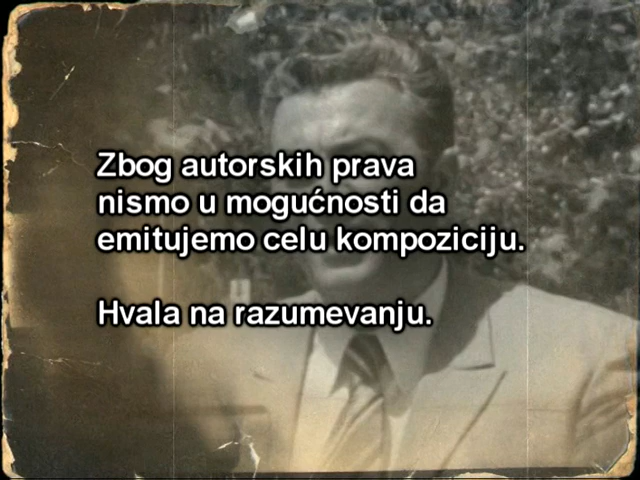 Zbog autorskih prava
nismo u mogućnosti da
emitujemo celu kompoziciju.
Hvala na razumevanju.